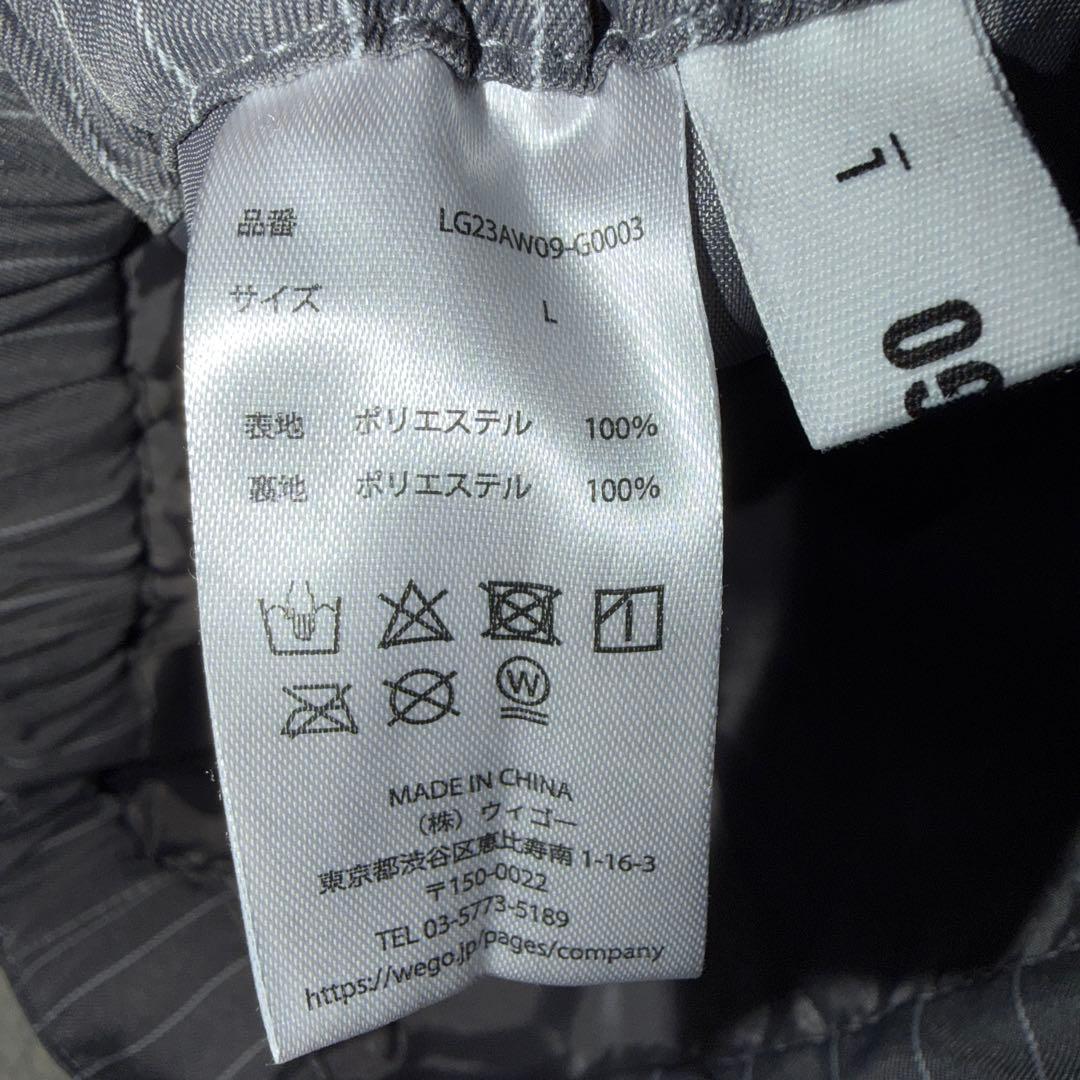 品番 LG23AW09-G0003
サイズ L
表地 ポリエステル 100%
裏地 ポリエステル 100%
W
MADE IN CHINA
(株) ウィゴー
東京都渋谷区恵比寿南 1-16-3
〒150-0022
TEL 03-5773-5189
https://wego.jp/pages/company
L